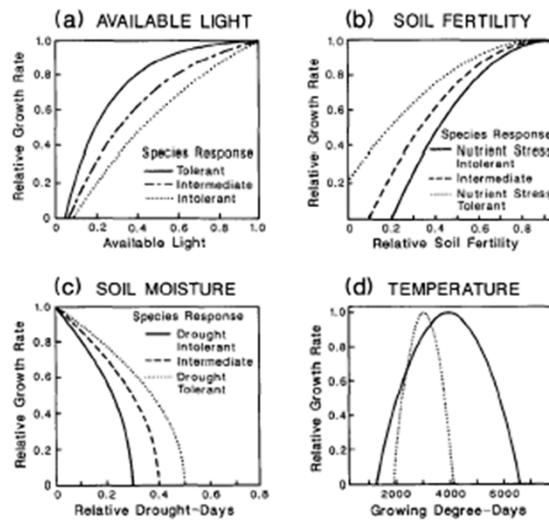 (a) AVAILABLE LIGHT
Relative Growth Rate
1.0
0.8
0.6
0.4
0.2
0
Species Response
Tolerant
Intermediate
Intolerant
0.2 0.4 0.6 0.8 1.0
Available Light
(b) SOIL FERTILITY
Relative Growth Rate
1.0
0.8
0.6
0.4
0.2
0
Species Response
Nutrient Stress
Intolerant
Intermediate
Nutrient Stress
Tolerant
0 0.2 0.4 0.6 0.8
Relative Soil Fertility
(c) SOIL MOISTURE
Relative Growth Rate
1.0
0.8
0.6
0.4
0.2
0
Species Response
Drought
Intolerant
Intermediate
Drought
Tolerant
0 0.2 0.4 0.6 0.8
Relative Drought-Days
(d) TEMPERATURE
Relative Growth Rate
1.0
0.8
0.6
0.4
0.2
0
2000 4000 6000
Growing Degree-Days